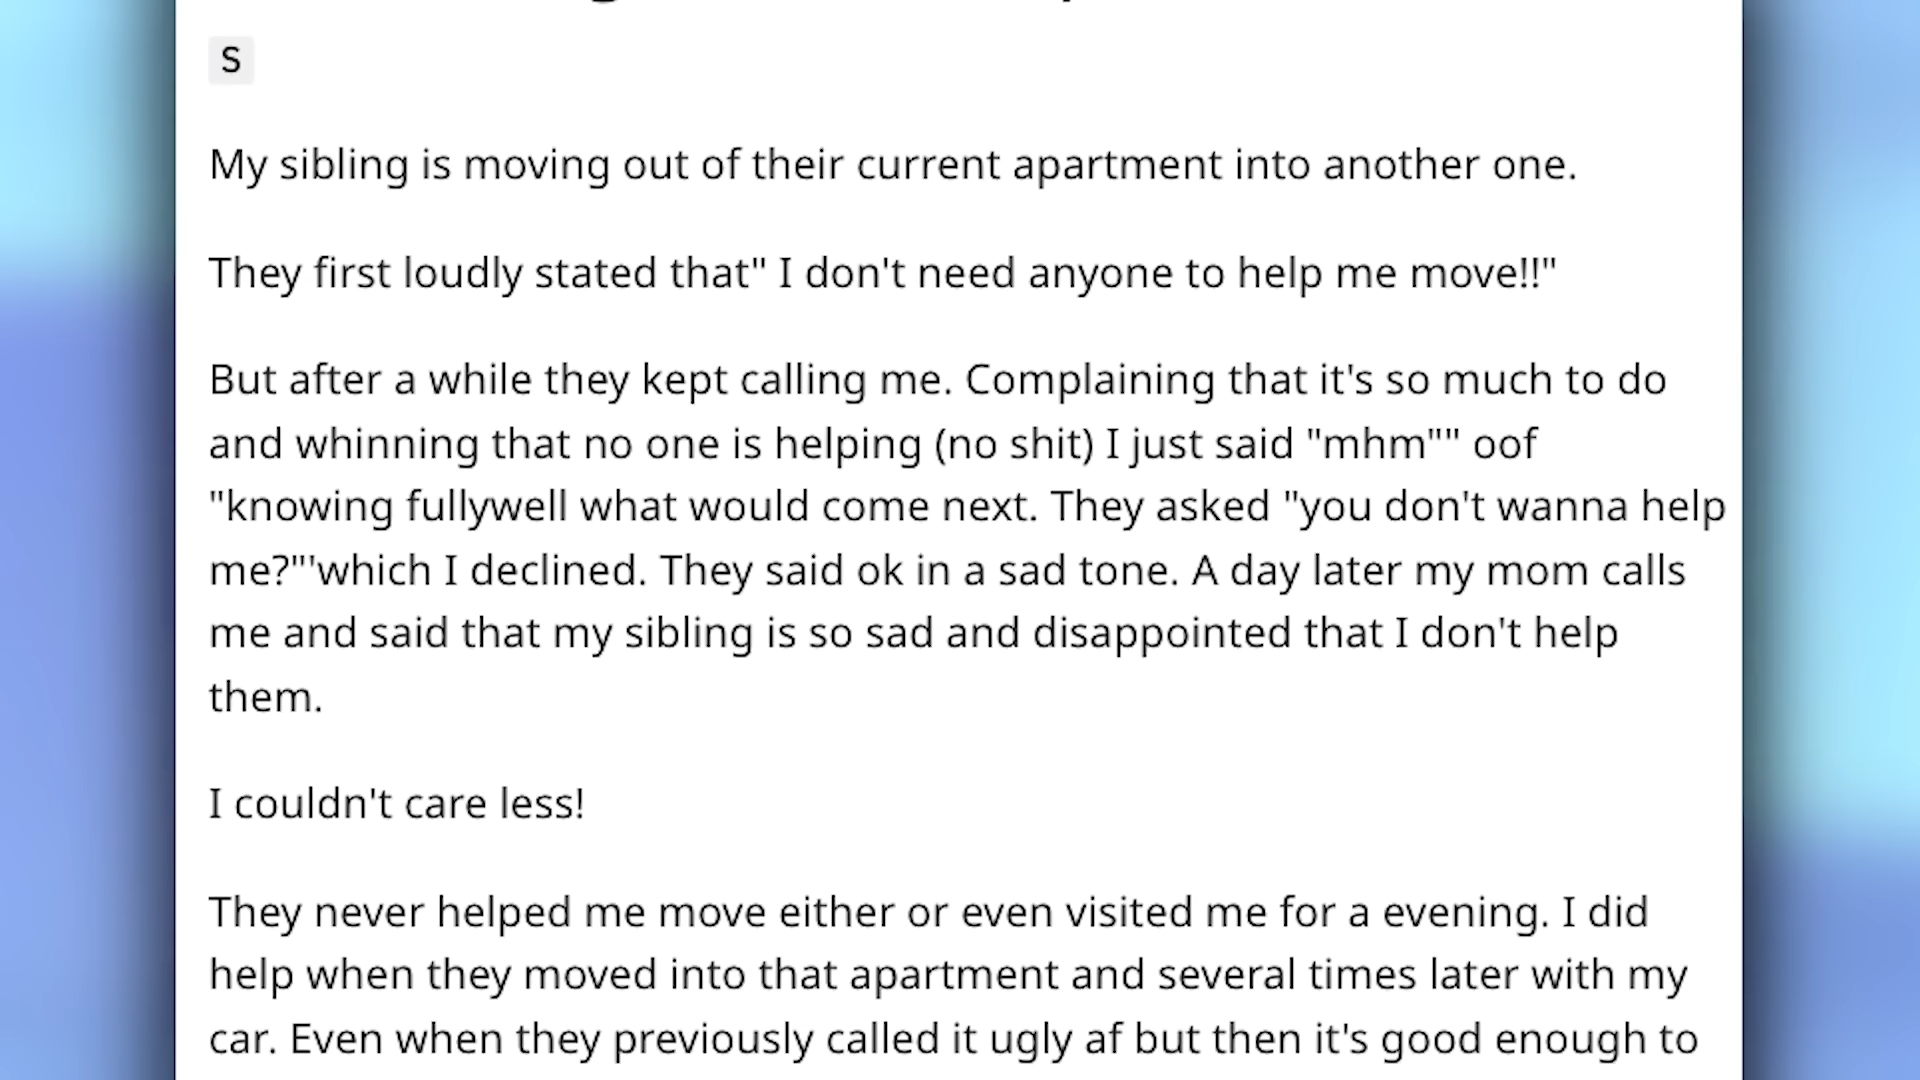 S
My sibling is moving out of their current apartment into another one.
They first loudly stated that" I don't need anyone to help me move!!"
But after a while they kept calling me. Complaining that it's so much to do
and whinning that no one is helping (no shit) I just said "mhm"" oof
"knowing fullywell what would come next. They asked "you don't wanna help
me?"'which I declined. They said ok in a sad tone. A day later my mom calls
me and said that my sibling is so sad and disappointed that I don't help
them.
I couldn't care less!
They never helped me move either or even visited me for a evening. I did
help when they moved into that apartment and several times later with my
car. Even when they previously called it ugly af but then it's good enough to